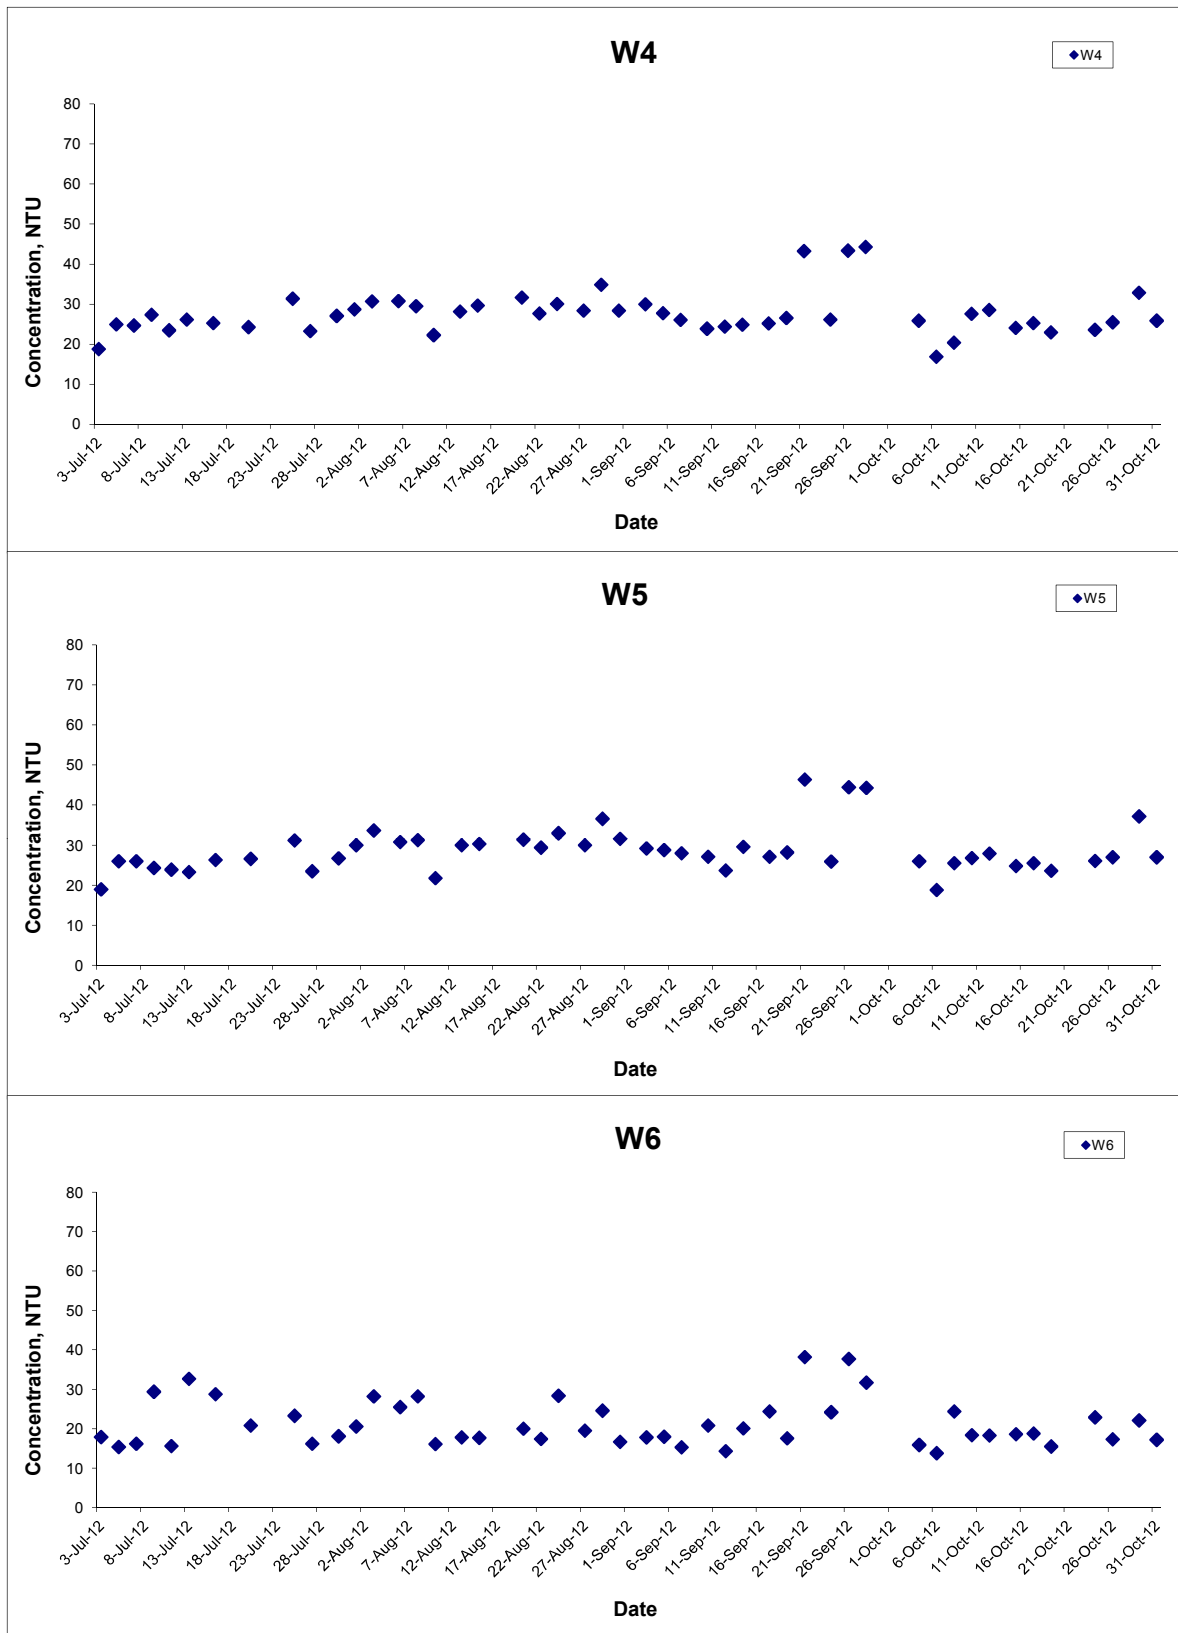 W4
W4
80
70
60
50
40
30
20
10
0
Concentration, NTU
3-Jul-12 8-Jul-12 13-Jul-12 18-Jul-12 23-Jul-12 28-Jul-12 2-Aug-12 7-Aug-12 12-Aug-12 17-Aug-12 22-Aug-12 27-Aug-12 1-Sep-12 6-Sep-12 11-Sep-12 16-Sep-12 21-Sep-12 26-Sep-12 1-Oct-12 6-Oct-12 11-Oct-12 16-Oct-12 21-Oct-12 26-Oct-12 31-Oct-12
Date
W5
W5
80
70
60
50
40
30
20
10
0
Concentration, NTU
3-Jul-12 8-Jul-12 13-Jul-12 18-Jul-12 23-Jul-12 28-Jul-12 2-Aug-12 7-Aug-12 12-Aug-12 17-Aug-12 22-Aug-12 27-Aug-12 1-Sep-12 6-Sep-12 11-Sep-12 16-Sep-12 21-Sep-12 26-Sep-12 1-Oct-12 6-Oct-12 11-Oct-12 16-Oct-12 21-Oct-12 26-Oct-12 31-Oct-12
Date
W6
W6
80
70
60
50
40
30
20
10
0
Concentration, NTU
3-Jul-12 8-Jul-12 13-Jul-12 18-Jul-12 23-Jul-12 28-Jul-12 2-Aug-12 7-Aug-12 12-Aug-12 17-Aug-12 22-Aug-12 27-Aug-12 1-Sep-12 6-Sep-12 11-Sep-12 16-Sep-12 21-Sep-12 26-Sep-12 1-Oct-12 6-Oct-12 11-Oct-12 16-Oct-12 21-Oct-12 26-Oct-12 31-Oct-12
Date